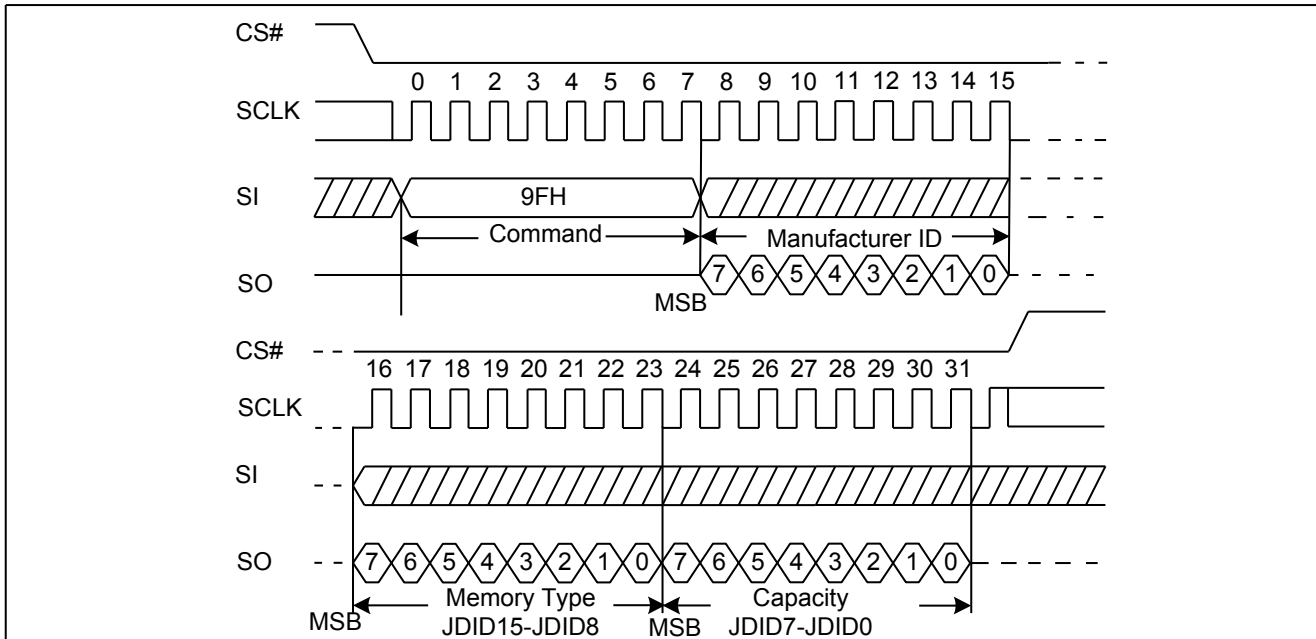 CS#
0 1 2 3 4 5 6 7 8 9 10 11 12 13 14 15
SCLK
SI 9FH
Command Manufacturer ID
SO 7 6 5 4 3 2 1 0
MSB
CS#
16 17 18 19 20 21 22 23 24 25 26 27 28 29 30 31
SCLK
SI
SO 7 6 5 4 3 2 1 0 7 6 5 4 3 2 1 0
Memory Type Capacity
MSB JDID15-JDID8 MSB JDID7-JDID0